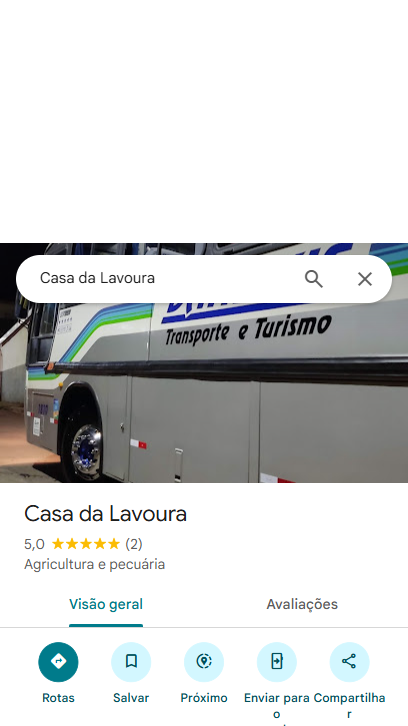 Casa da Lavoura
Transporte e Turismo
Casa da Lavoura
5,0 (2)
Agricultura e pecuária
Visão geral
Avaliações
Rotas
Salvar
Próximo
Enviar para o
Compartilhar